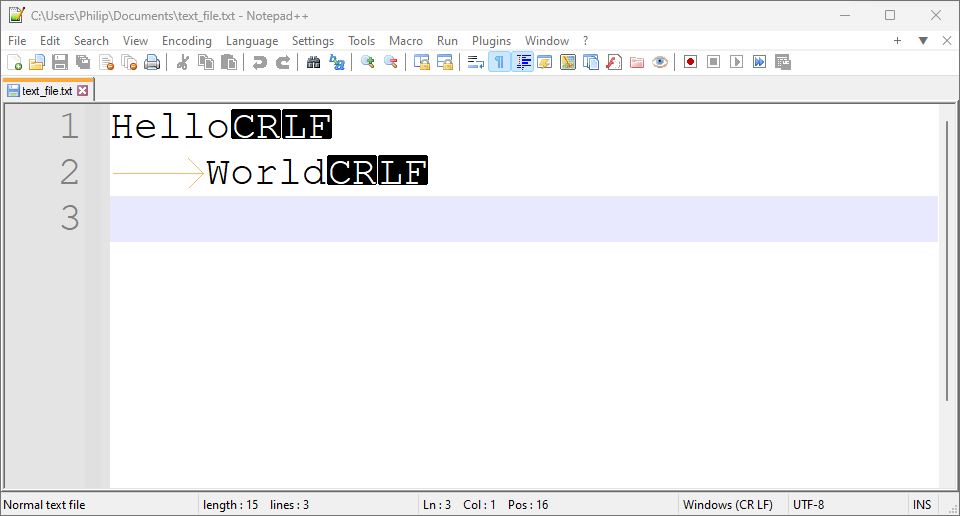 C:\Users\Philip\Documents\text_file.txt - Notepad++
File Edit Search View Encoding Language Settings Tools Macro Run Plugins Window ? + ▼ ✕
text_file.txt
1 HelloCRLF
2 →WorldCRLF
3
Normal text file length : 15 lines : 3 Ln : 3 Col : 1 Pos : 16 Windows (CR LF) UTF-8 INS